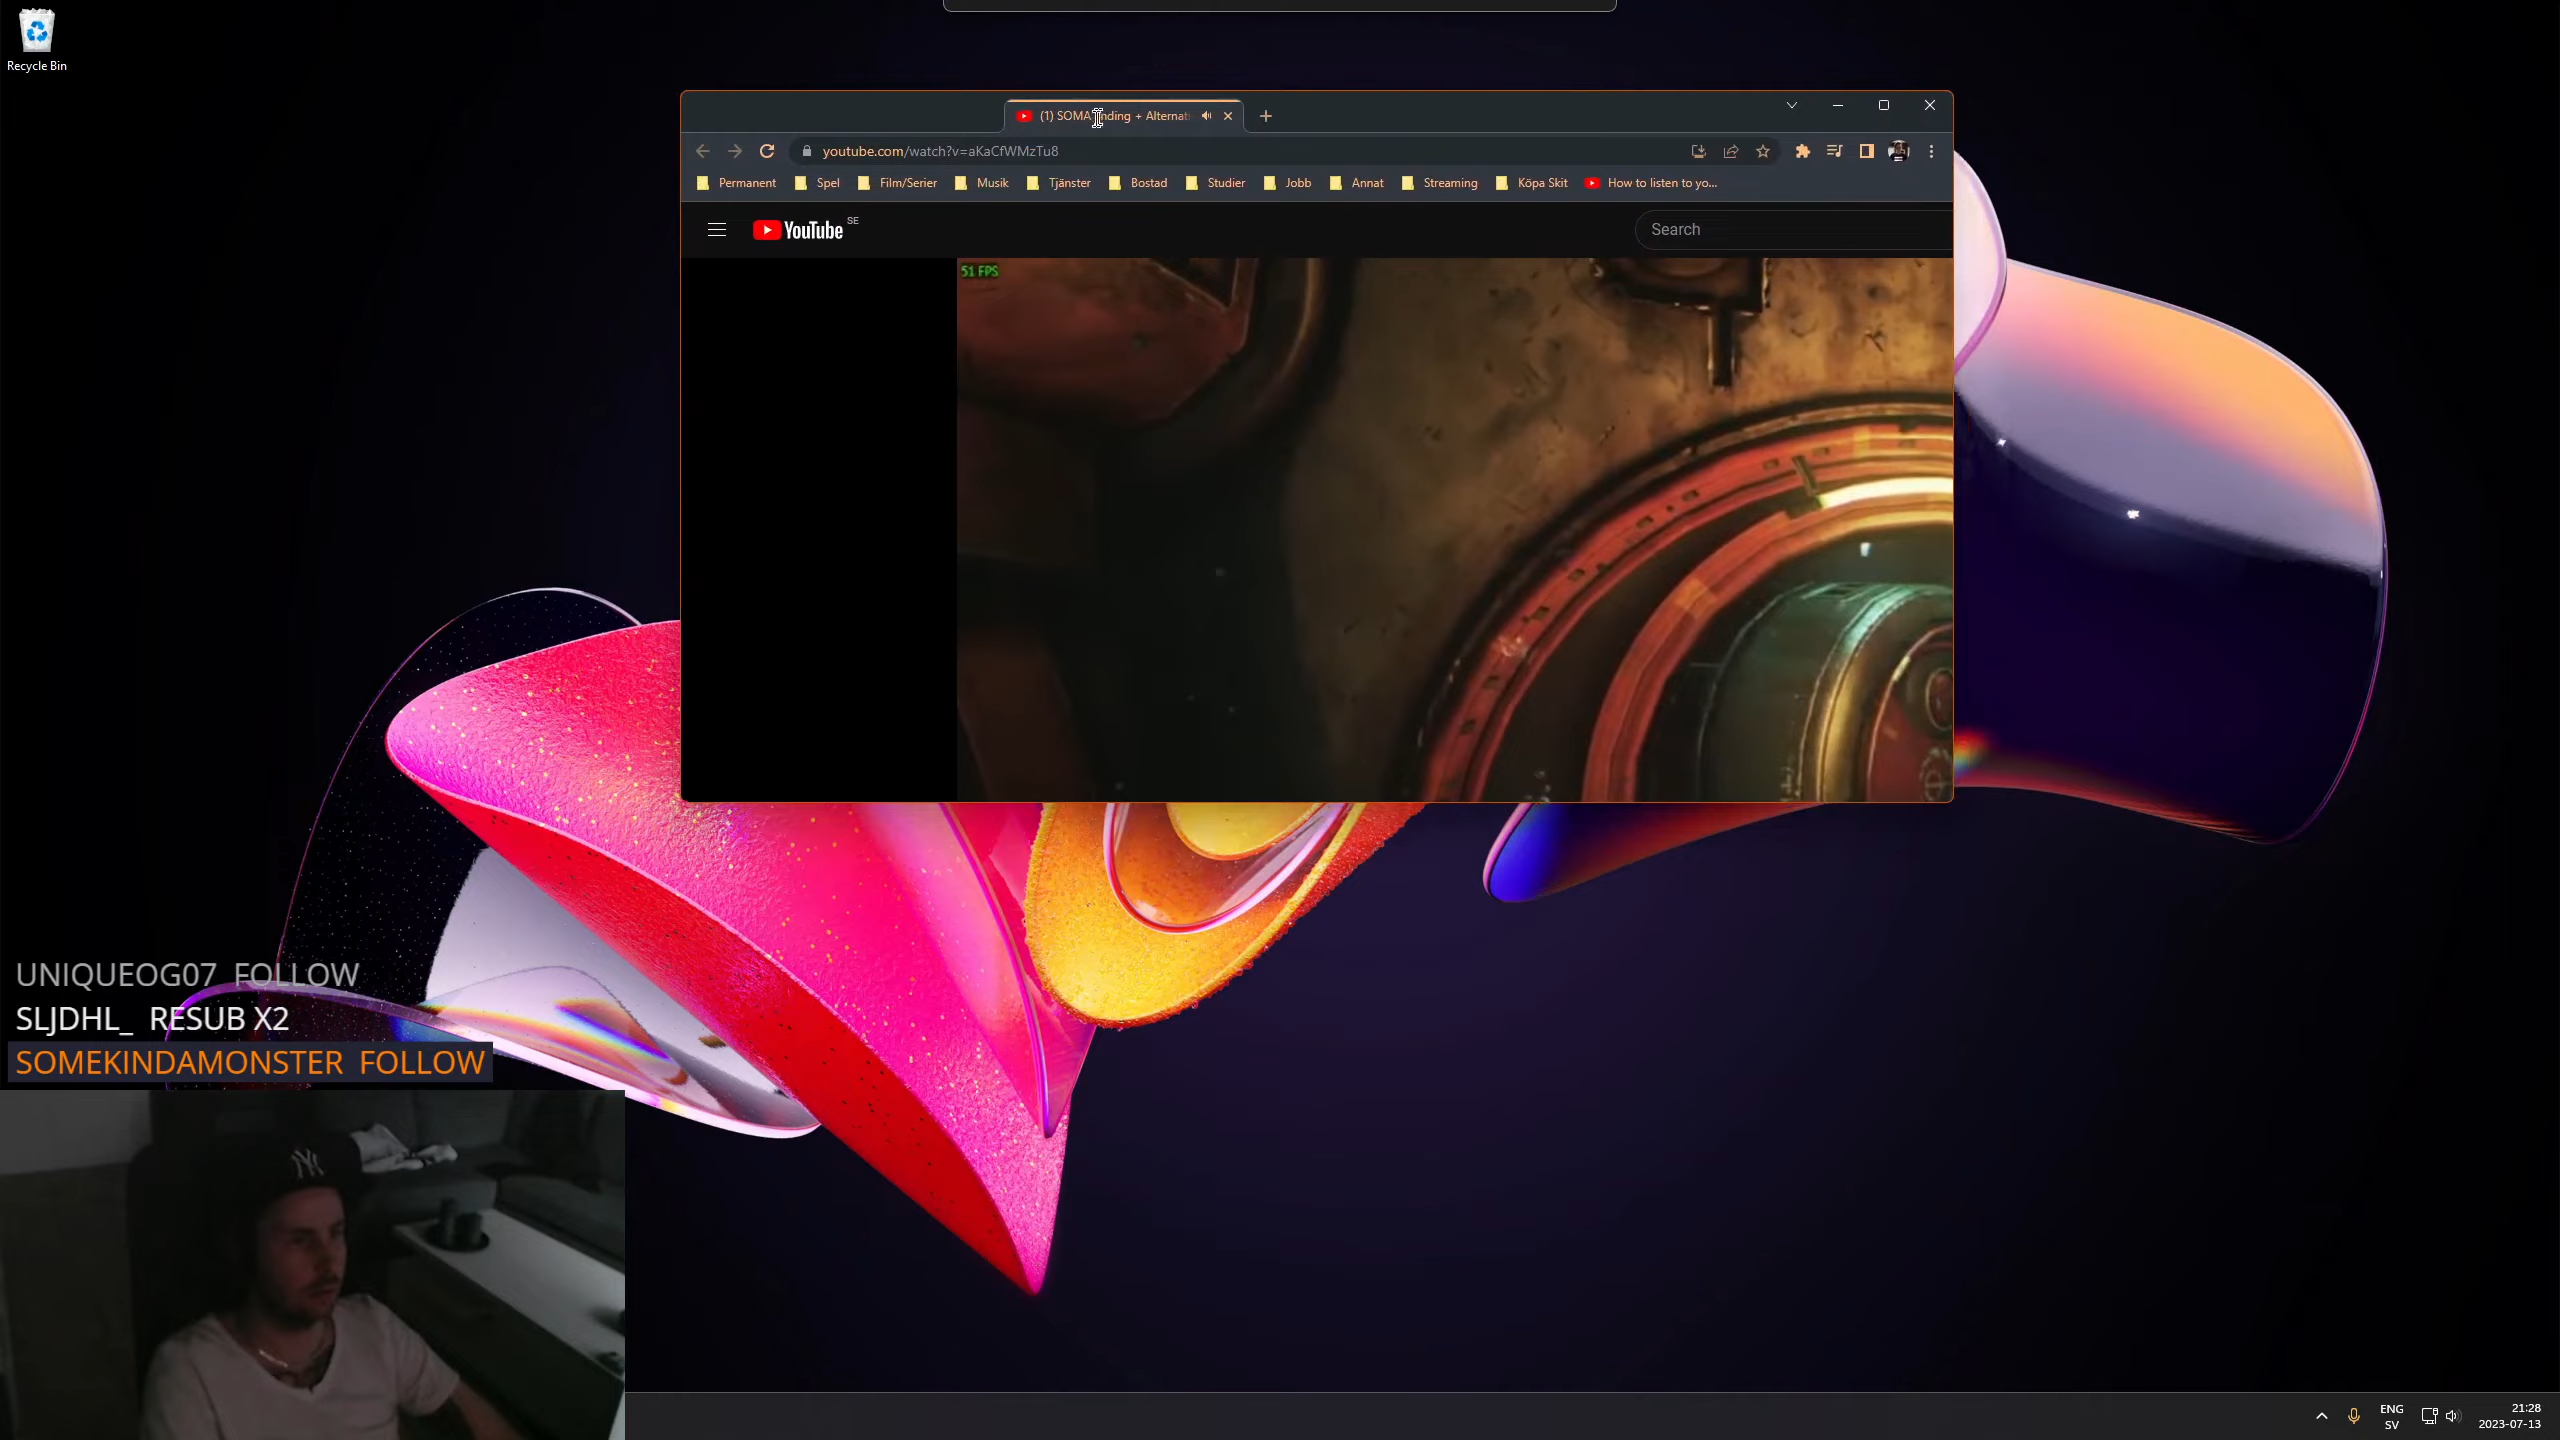 Recycle Bin
(1) SOMA nding + Alternati
youtube.com/watch?v=aKaCfWMzTu8
Permanent Spel Film/Serier Musik Tjänster Bostad Studier Jobb Annat Streaming Köpa Skit How to listen to yo...
YouTube SE
Search
51 FPS
UNIQUEOG07 FOLLOW
SLJDHL_ RESUB X2
SOMEKINDAMONSTER FOLLOW
NY
ENG
SV
21:28
2023-07-13